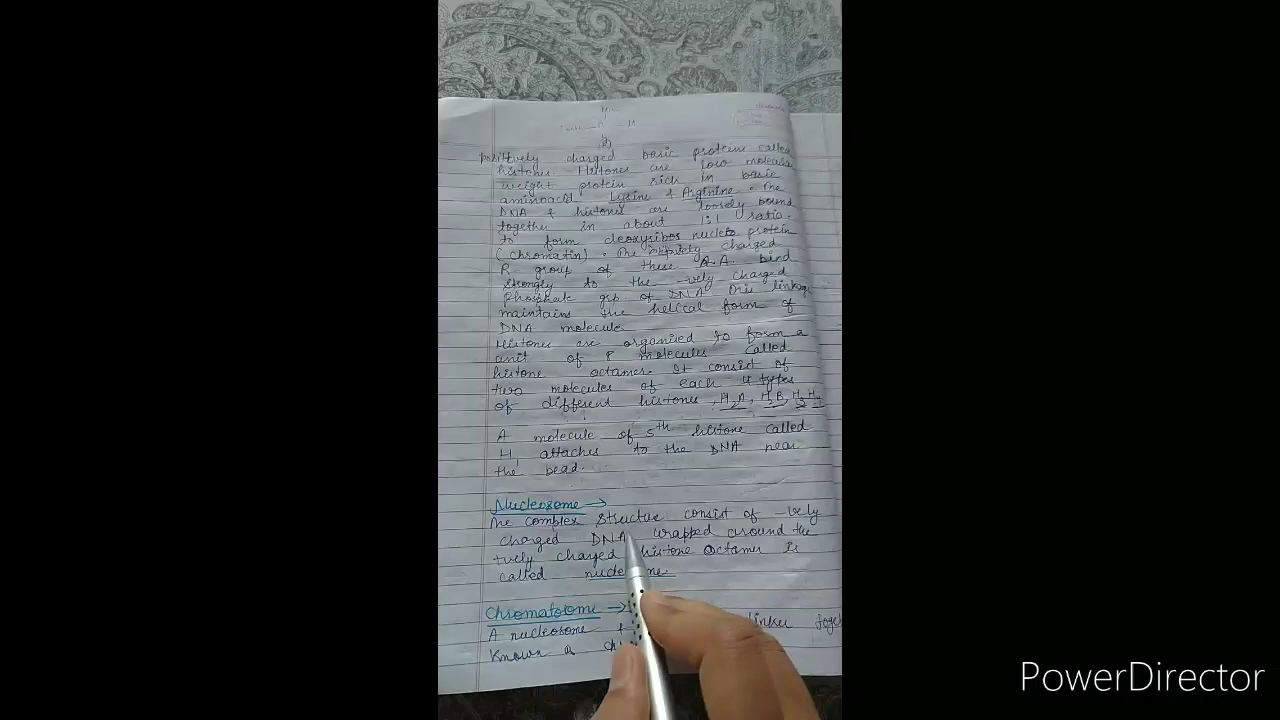 (R)
positively charged basic protein called
histones. Histones are low molecular
weight protein rich in basic
aminoacid Lysine & Arginine. The
DNA & histones are loosely bound
together in about 1:1 ratio.
to form deoxyribos nucleto protein
(chromatin). The charged
R group of these A.A. bind
strongly to the -vely charged
phosphate grp of DNA. This linkage
maintains the helical form of
DNA molecule.
Histones are organised to form a
unit of 8 molecules called
histone octamer. It consist of
two molecules of each 4 types
of different histones, H2A, H2B, H3 H4
A molecule of 5th histone called
H1 attaches to the DNA near
the bead.
Nucleosome →
The complex structue consist of -vely
charged DNA wrapped around the
+vely charged histone octamer is
called
Chromatosome →
A nucleosome + linker
Known a
PowerDirector